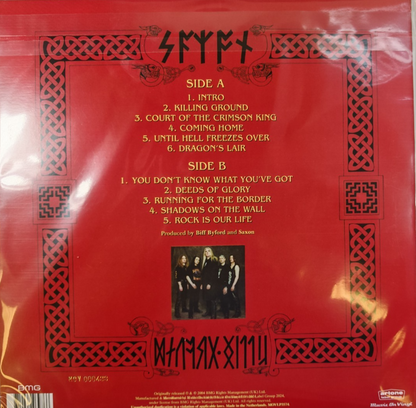 SIDE A
1. INTRO
2. KILLING GROUND
3. COURT OF THE CRIMSON KING
4. COMING HOME
5. UNTIL HELL FREEZES OVER
6. DRAGON'S LAIR
SIDE B
1. YOU DON'T KNOW WHAT YOU'VE GOT
2. DEEDS OF GLORY
3. RUNNING FOR THE BORDER
4. SHADOWS ON THE WALL
5. ROCK IS OUR LIFE
Produced by Biff Byford and Saxon
BMG
Music On Vinyl